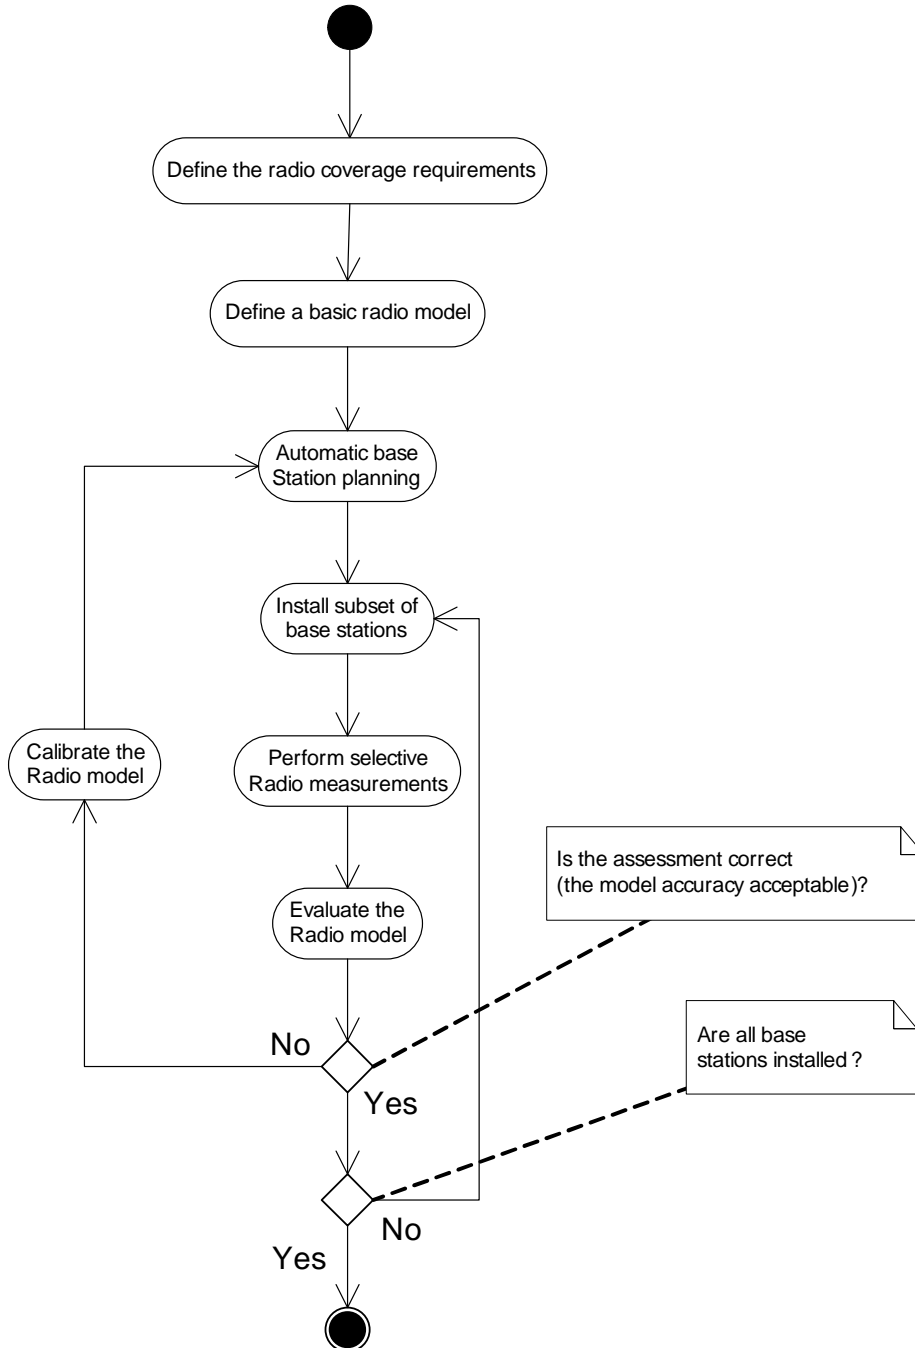 Define the radio coverage requirements
Define a basic radio model
Automatic base
Station planning
Install subset of
base stations
Calibrate the
Radio model
Perform selective
Radio measurements
Is the assessment correct
(the model accuracy acceptable)?
Evaluate the
Radio model
Are all base
stations installed ?
No
Yes
No
Yes